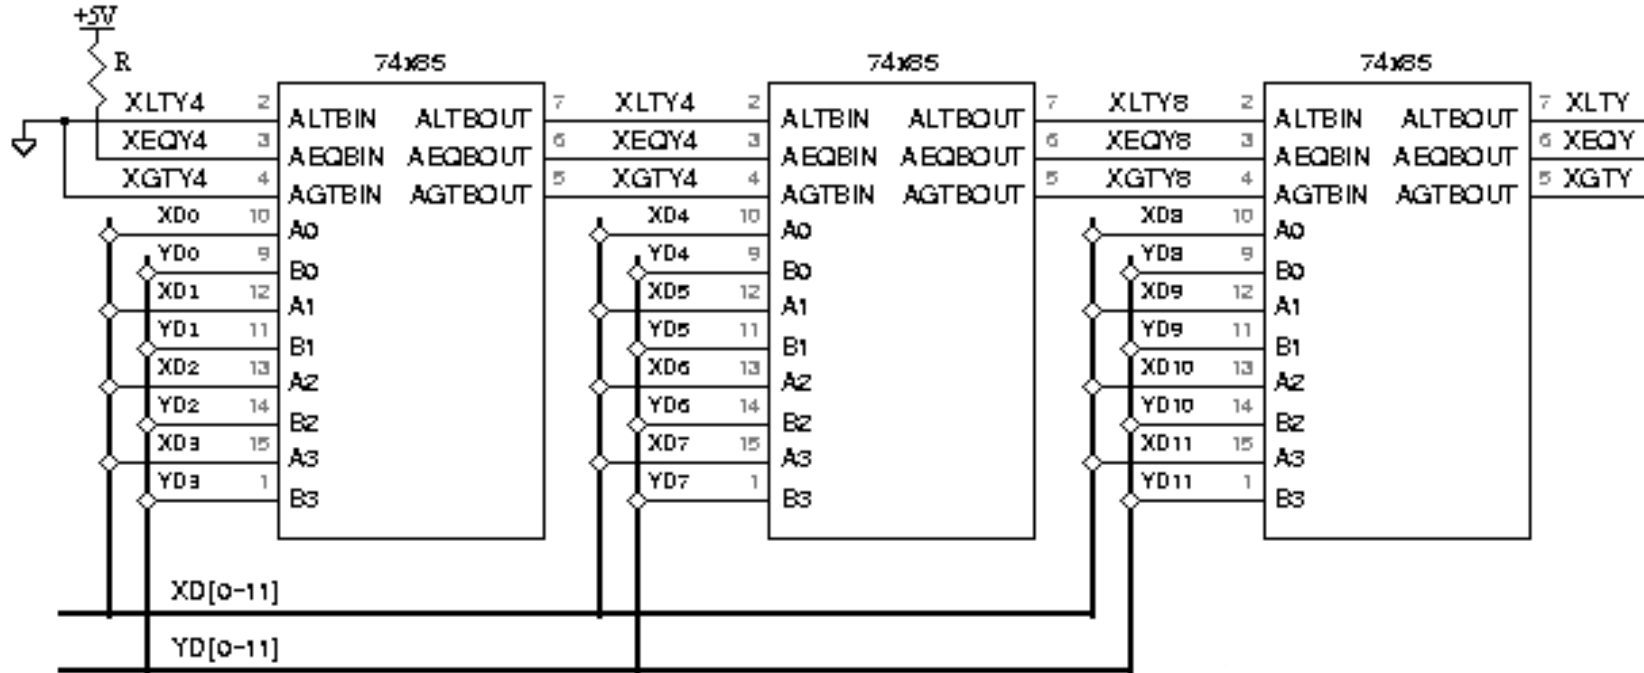 +5V
R
74x85 74x85 74x85
XLTY4 2 ALTBIN ALTBOUT 7 XLTY4 2 ALTBIN ALTBOUT 7 XLTY8 2 ALTBIN ALTBOUT 7 XLTY
XEQY4 3 AEQBIN AEQBOUT 6 XEQY4 3 AEQBIN AEQBOUT 6 XEQY8 3 AEQBIN AEQBOUT 6 XEQY
XGTY4 4 AGTBIN AGTBOUT 5 XGTY4 4 AGTBIN AGTBOUT 5 XGTY8 4 AGTBIN AGTBOUT 5 XGTY
XD0 10 A0 XD4 10 A0 XD8 10 A0
YD0 9 B0 YD4 9 B0 YD8 9 B0
XD1 12 A1 XD5 12 A1 XD9 12 A1
YD1 11 B1 YD5 11 B1 YD9 11 B1
XD2 13 A2 XD6 13 A2 XD10 13 A2
YD2 14 B2 YD6 14 B2 YD10 14 B2
XD3 15 A3 XD7 15 A3 XD11 15 A3
YD3 1 B3 YD7 1 B3 YD11 1 B3
XD[0-11]
YD[0-11]